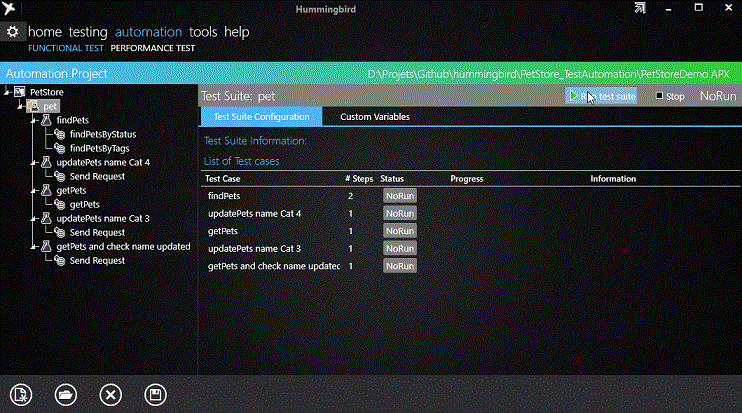 Hummingbird
home testing automation tools help
FUNCTIONAL TEST PERFORMANCE TEST
Automation Project D:\Projets\Github\hummingbird\PetStore_TestAutomation\PetStoreDemo.APX
PetStore
pet
findPets
findPetsByStatus
findPetsByTags
updatePets name Cat 4
Send Request
getPets
getPets
updatePets name Cat 3
Send Request
getPets and check name updated
Send Request
Test Suite: pet Run test suite Stop NoRun
Test Suite Configuration Custom Variables
Test Suite Information:
List of Test cases
Test Case # Steps Status Progress Information
findPets 2 NoRun
updatePets name Cat 4 1 NoRun
getPets 1 NoRun
updatePets name Cat 3 1 NoRun
getPets and check name updated 1 NoRun